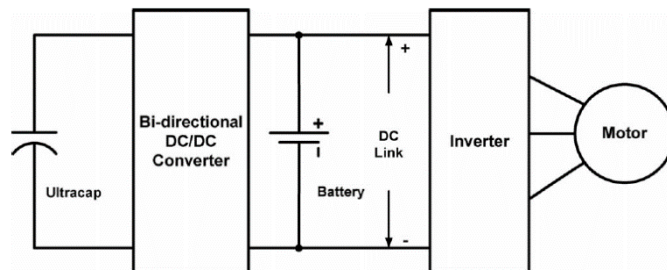 Ultracap
Bi-directional
DC/DC
Converter
+
Battery
+
DC
Link
-
Inverter
Motor